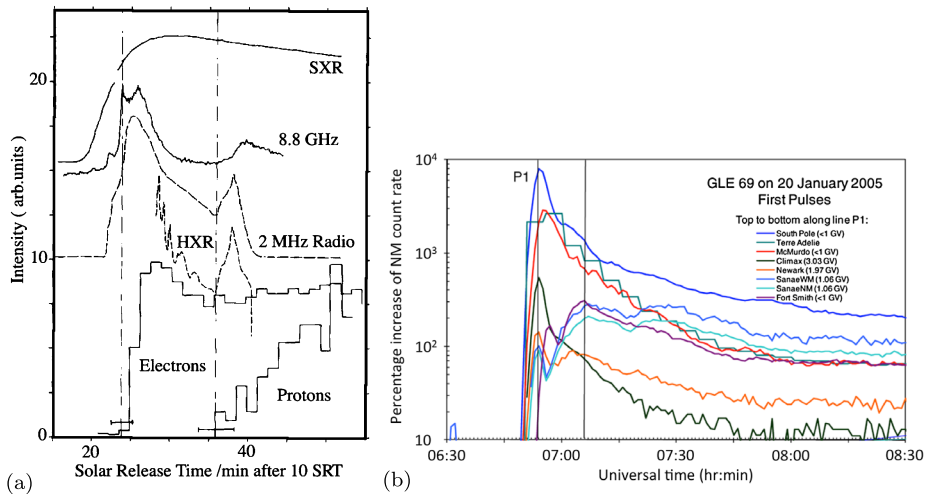 Intensity ( arb.units )
20
10
0
SXR
8.8 GHz
HXR
2 MHz Radio
Electrons
Protons
20
30
40
50
Solar Release Time /min after 10 SRT
(a)
Percentage increase of NM count rate
10⁴
10³
10²
10
P1
GLE 69 on 20 January 2005
First Pulses
Top to bottom along line P1:
South Pole (<1 GV)
Terre Adelie
McMurdo (<1 GV)
Climax (3.03 GV)
Newark (1.97 GV)
SanaeWM (1.06 GV)
SanaeNM (1.06 GV)
Fort Smith (<1 GV)
06:30
07:00
07:30
08:00
08:30
Universal time (hr:min)
(b)